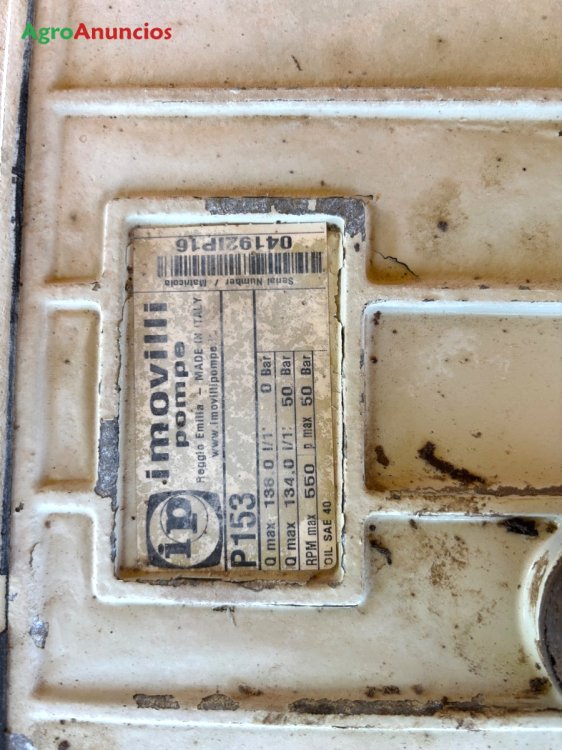 AgroAnuncios
imovilli
pompe
Reggio Emilia - MADE IN ITALY
www.imovillipompe.
ip
P153
Q max 136.0 l/1' 0 Bar
Q max 134.0 l/1' 50 Bar
RPM max 550 p max 50 Bar
OIL SAE 40
Serial Number / Matricola
04192IP16